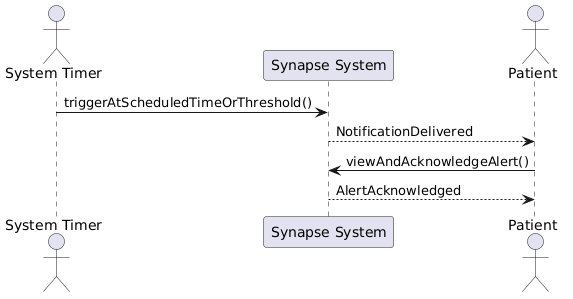 System Timer
Synapse System
Patient
triggerAtScheduledTimeOrThreshold()
NotificationDelivered
viewAndAcknowledgeAlert()
AlertAcknowledged
System Timer
Synapse System
Patient